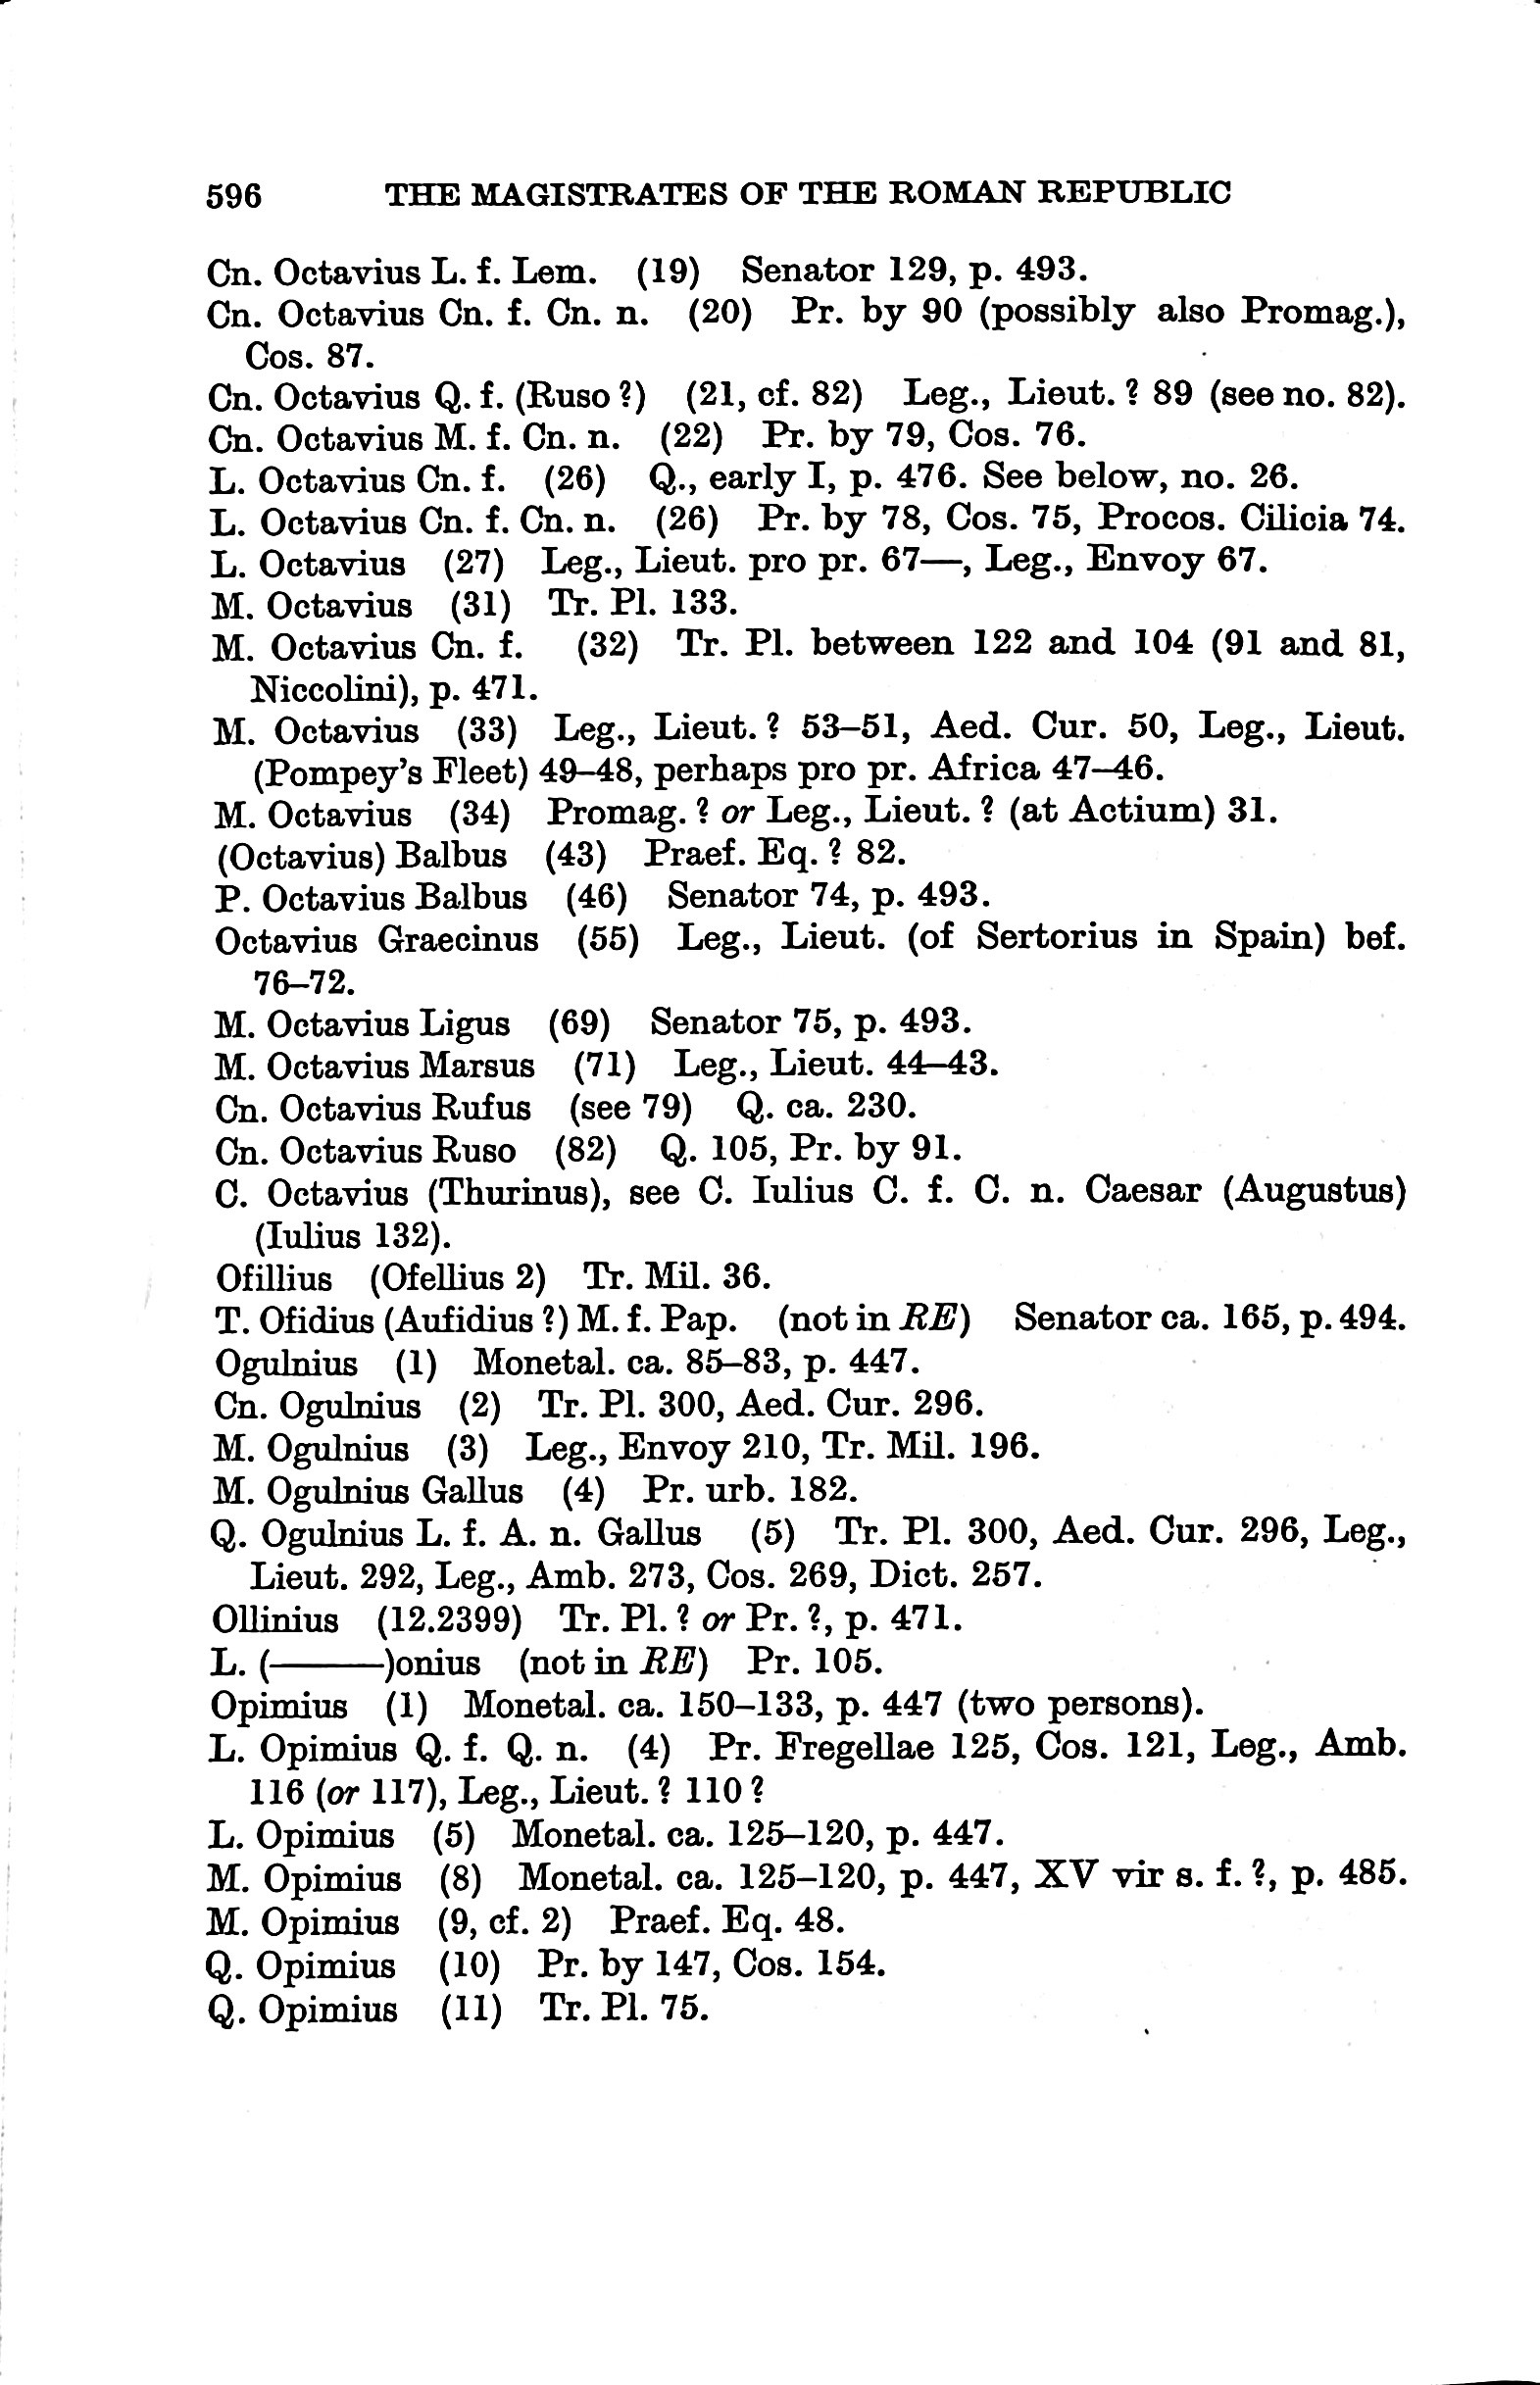 596 THE MAGISTRATES OF THE ROMAN REPUBLIC
Cn. Octavius L. f. Lem. (19) Senator 129, p. 493.
Cn. Octavius Cn. f. Cn. n. (20) Pr. by 90 (possibly also Promag.),
Cos. 87.
Cn. Octavius Q. f. (Ruso?) (21, cf. 82) Leg., Lieut.? 89 (see no. 82).
Cn. Octavius M. f. Cn. n. (22) Pr. by 79, Cos. 76.
L. Octavius Cn. f. (26) Q., early I, p. 476. See below, no. 26.
L. Octavius Cn. f. Cn. n. (26) Pr. by 78, Cos. 75, Procos. Cilicia 74.
L. Octavius (27) Leg., Lieut. pro pr. 67—, Leg., Envoy 67.
M. Octavius (31) Tr. Pl. 133.
M. Octavius Cn. f. (32) Tr. Pl. between 122 and 104 (91 and 81,
Niccolini), p. 471.
M. Octavius (33) Leg., Lieut.? 53–51, Aed. Cur. 50, Leg., Lieut.
(Pompey's Fleet) 49–48, perhaps pro pr. Africa 47–46.
M. Octavius (34) Promag.? or Leg., Lieut.? (at Actium) 31.
(Octavius) Balbus (43) Praef. Eq.? 82.
P. Octavius Balbus (46) Senator 74, p. 493.
Octavius Graecinus (55) Leg., Lieut. (of Sertorius in Spain) bef.
76–72.
M. Octavius Ligus (69) Senator 75, p. 493.
M. Octavius Marsus (71) Leg., Lieut. 44–43.
Cn. Octavius Rufus (see 79) Q. ca. 230.
Cn. Octavius Ruso (82) Q. 105, Pr. by 91.
C. Octavius (Thurinus), see C. Iulius C. f. C. n. Caesar (Augustus)
(Iulius 132).
Ofillius (Ofellius 2) Tr. Mil. 36.
T. Ofidius (Aufidius?) M. f. Pap. (not in RE) Senator ca. 165, p. 494.
Ogulnius (1) Monetal. ca. 85–83, p. 447.
Cn. Ogulnius (2) Tr. Pl. 300, Aed. Cur. 296.
M. Ogulnius (3) Leg., Envoy 210, Tr. Mil. 196.
M. Ogulnius Gallus (4) Pr. urb. 182.
Q. Ogulnius L. f. A. n. Gallus (5) Tr. Pl. 300, Aed. Cur. 296, Leg.,
Lieut. 292, Leg., Amb. 273, Cos. 269, Dict. 257.
Ollinius (12.2399) Tr. Pl.? or Pr.?, p. 471.
L. (———)onius (not in RE) Pr. 105.
Opimius (1) Monetal. ca. 150–133, p. 447 (two persons).
L. Opimius Q. f. Q. n. (4) Pr. Fregellae 125, Cos. 121, Leg., Amb.
116 (or 117), Leg., Lieut.? 110?
L. Opimius (5) Monetal. ca. 125–120, p. 447.
M. Opimius (8) Monetal. ca. 125–120, p. 447, XV vir s. f.?, p. 485.
M. Opimius (9, cf. 2) Praef. Eq. 48.
Q. Opimius (10) Pr. by 147, Cos. 154.
Q. Opimius (11) Tr. Pl. 75.